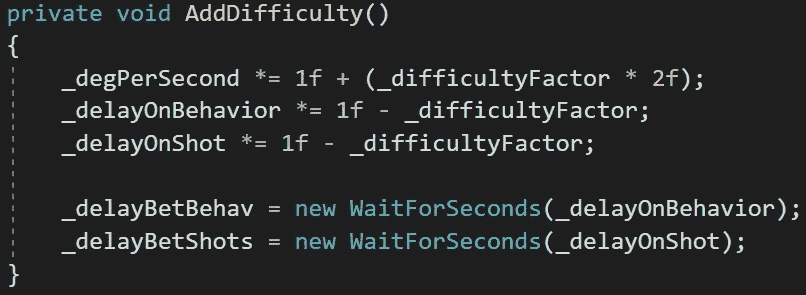 private void AddDifficulty()
{
    _degPerSecond *= 1f + (_difficultyFactor * 2f);
    _delayOnBehavior *= 1f - _difficultyFactor;
    _delayOnShot *= 1f - _difficultyFactor;

    _delayBetBehav = new WaitForSeconds(_delayOnBehavior);
    _delayBetShots = new WaitForSeconds(_delayOnShot);
}